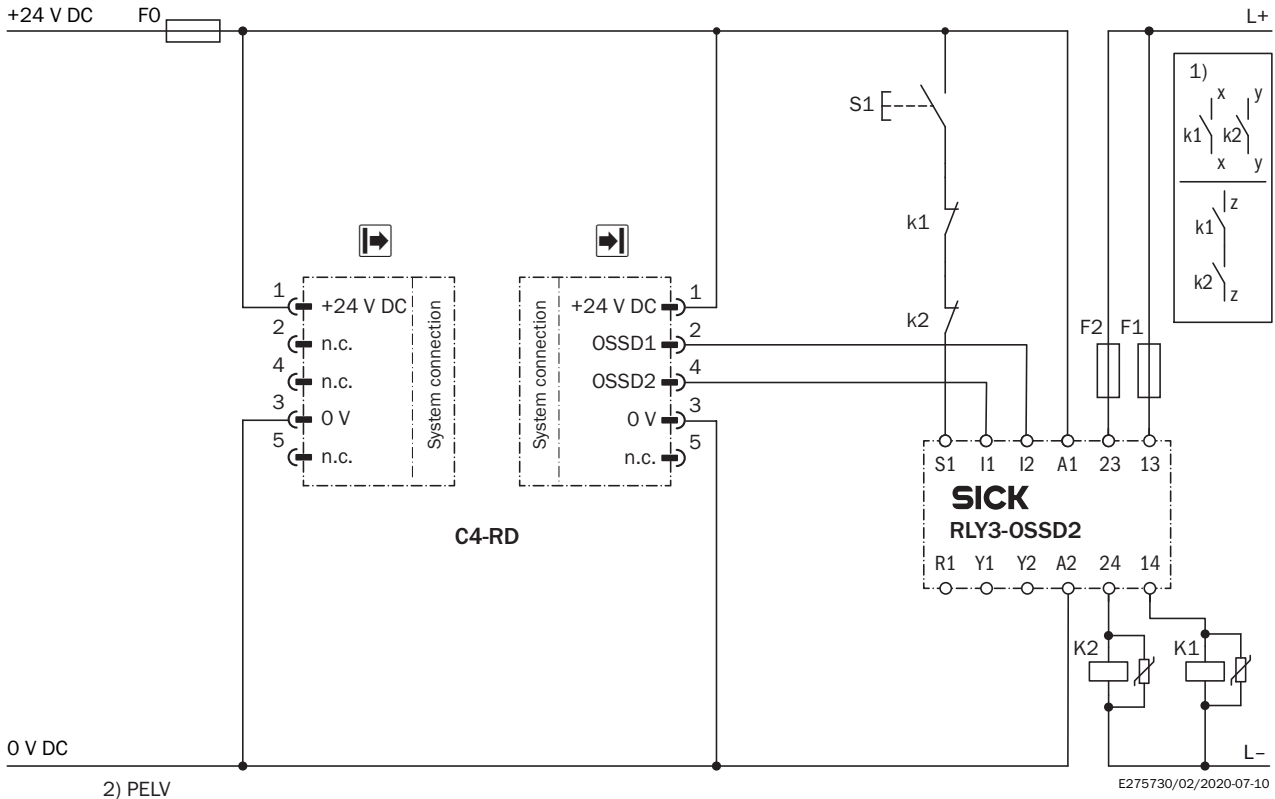 +24 V DC
F0
L+
1)
x
y
k1
k2
x
y
z
k1
k2
z
S1
k1
k2
1
+24 V DC
2
n.c.
4
n.c.
3
0 V
5
n.c.
System connection
System connection
+24 V DC
1
OSSD1
2
OSSD2
4
0 V
3
n.c.
5
C4-RD
F2
F1
S1
I1
I2
A1
23
13
SICK
RLY3-OSSD2
R1
Y1
Y2
A2
24
14
K2
K1
0 V DC
L–
2) PELV
E275730/02/2020-07-10